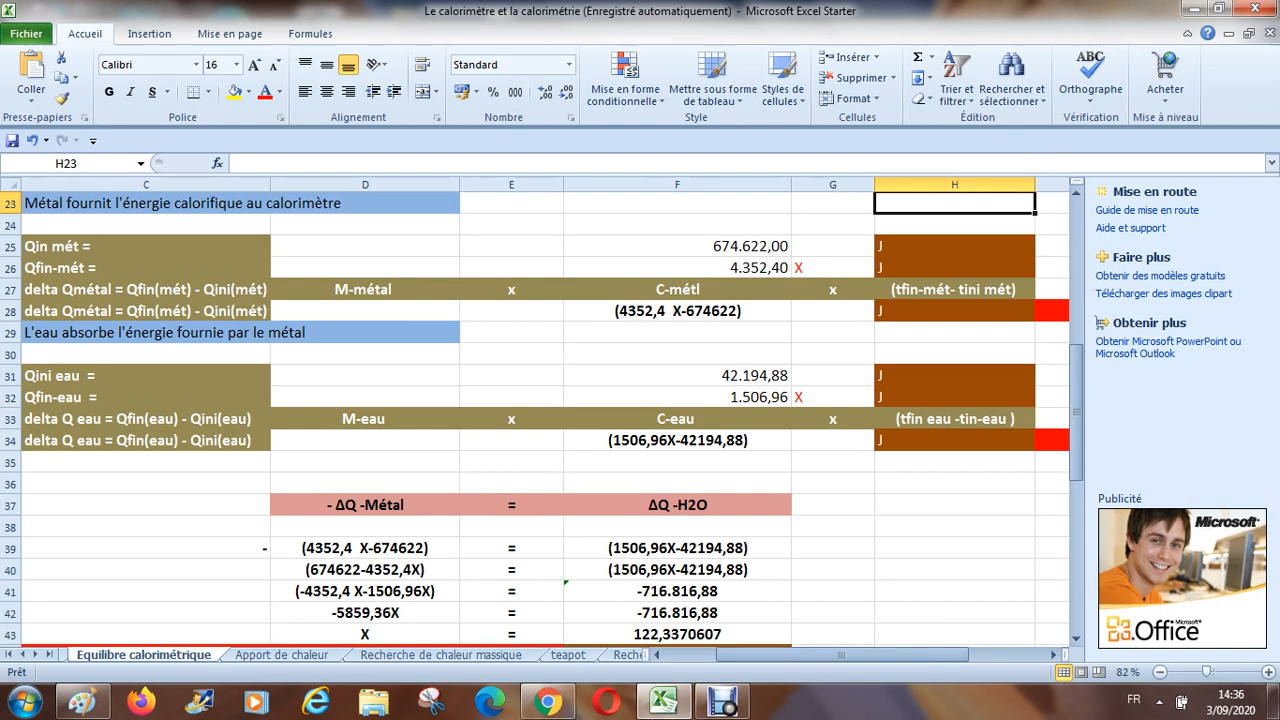 Le calorimètre et la calorimétrie (Enregistré automatiquement) - Microsoft Excel Starter
Fichier Accueil Insertion Mise en page Formules
Coller
Presse-papiers
Calibri 16
G I S
Police
Alignement
Standard
% 000
Nombre
Mise en forme conditionnelle
Mettre sous forme de tableau
Styles de cellules
Style
Insérer
Supprimer
Format
Cellules
Σ
Trier et filtrer
Rechercher et sélectionner
Édition
ABC
Orthographe
Vérification
Acheter
Mise à niveau
H23 fx
C D E F G H
23 Métal fournit l'énergie calorifique au calorimètre
24
25 Qin mét = 674.622,00 J
26 Qfin-mét = 4.352,40 X J
27 delta Qmétal = Qfin(mét) - Qini(mét) M-métal x C-métl x (tfin-mét- tini mét)
28 delta Qmétal = Qfin(mét) - Qini(mét) (4352,4 X-674622) J
29 L'eau absorbe l'énergie fournie par le métal
30
31 Qini eau = 42.194,88 J
32 Qfin-eau = 1.506,96 X J
33 delta Q eau = Qfin(eau) - Qini(eau) M-eau x C-eau x (tfin eau -tin-eau )
34 delta Q eau = Qfin(eau) - Qini(eau) (1506,96X-42194,88) J
35
36
37 - ΔQ -Métal = ΔQ -H2O
38
39 - (4352,4 X-674622) = (1506,96X-42194,88)
40 (674622-4352,4X) = (1506,96X-42194,88)
41 (-4352,4 X-1506,96X) = -716.816,88
42 -5859,36X = -716.816,88
43 X = 122,3370607
Mise en route
Guide de mise en route
Aide et support
Faire plus
Obtenir des modèles gratuits
Télécharger des images clipart
Obtenir plus
Obtenir Microsoft PowerPoint ou
Microsoft Outlook
Publicité
Microsoft
Office
Equilibre calorimétrique Apport de chaleur Recherche de chaleur massique teapot Reche
Prêt 82 %
FR 14:36
3/09/2020